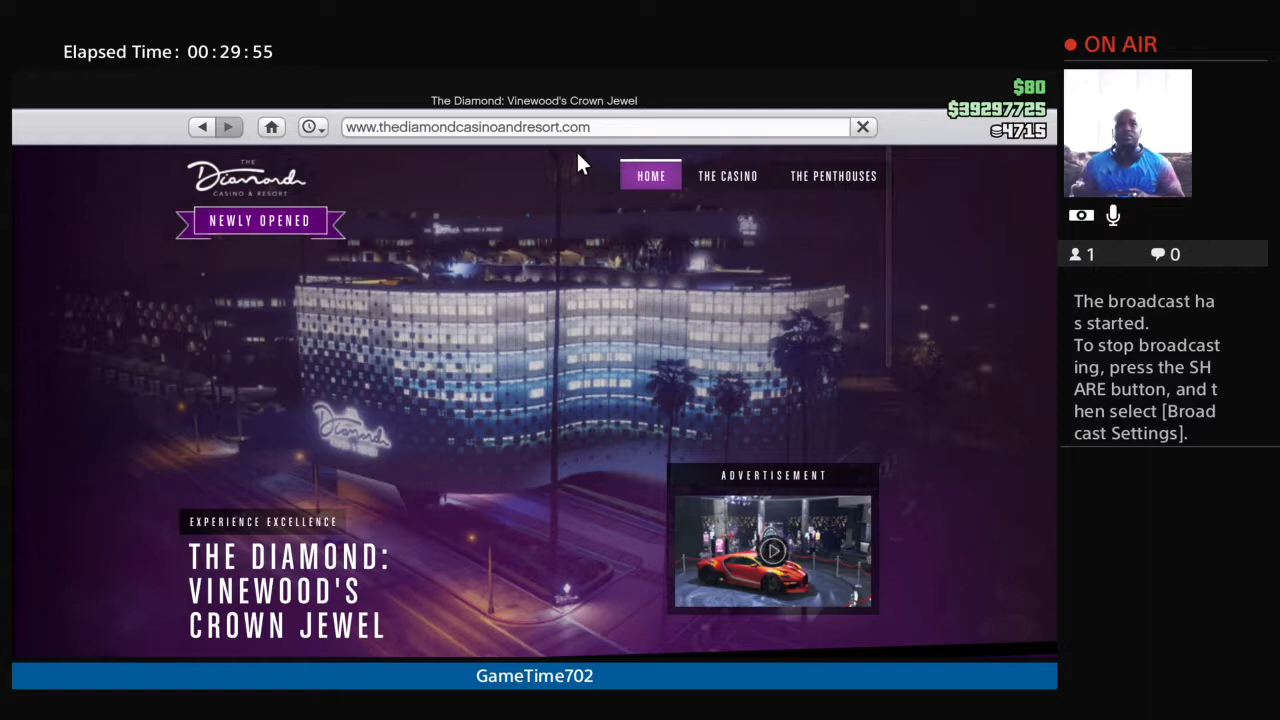 Elapsed Time: 00:29:55
ON AIR
The Diamond: Vinewood's Crown Jewel
$80
$39297725
4715
www.thediamondcasinoandresort.com
THE
Diamond
CASINO & RESORT
HOME
THE CASINO
THE PENTHOUSES
NEWLY OPENED
1
0
The broadcast ha
s started.
To stop broadcast
ing, press the SH
ARE button, and t
hen select [Broad
cast Settings].
Diamond
ADVERTISEMENT
EXPERIENCE EXCELLENCE
THE DIAMOND:
VINEWOOD'S
CROWN JEWEL
GameTime702